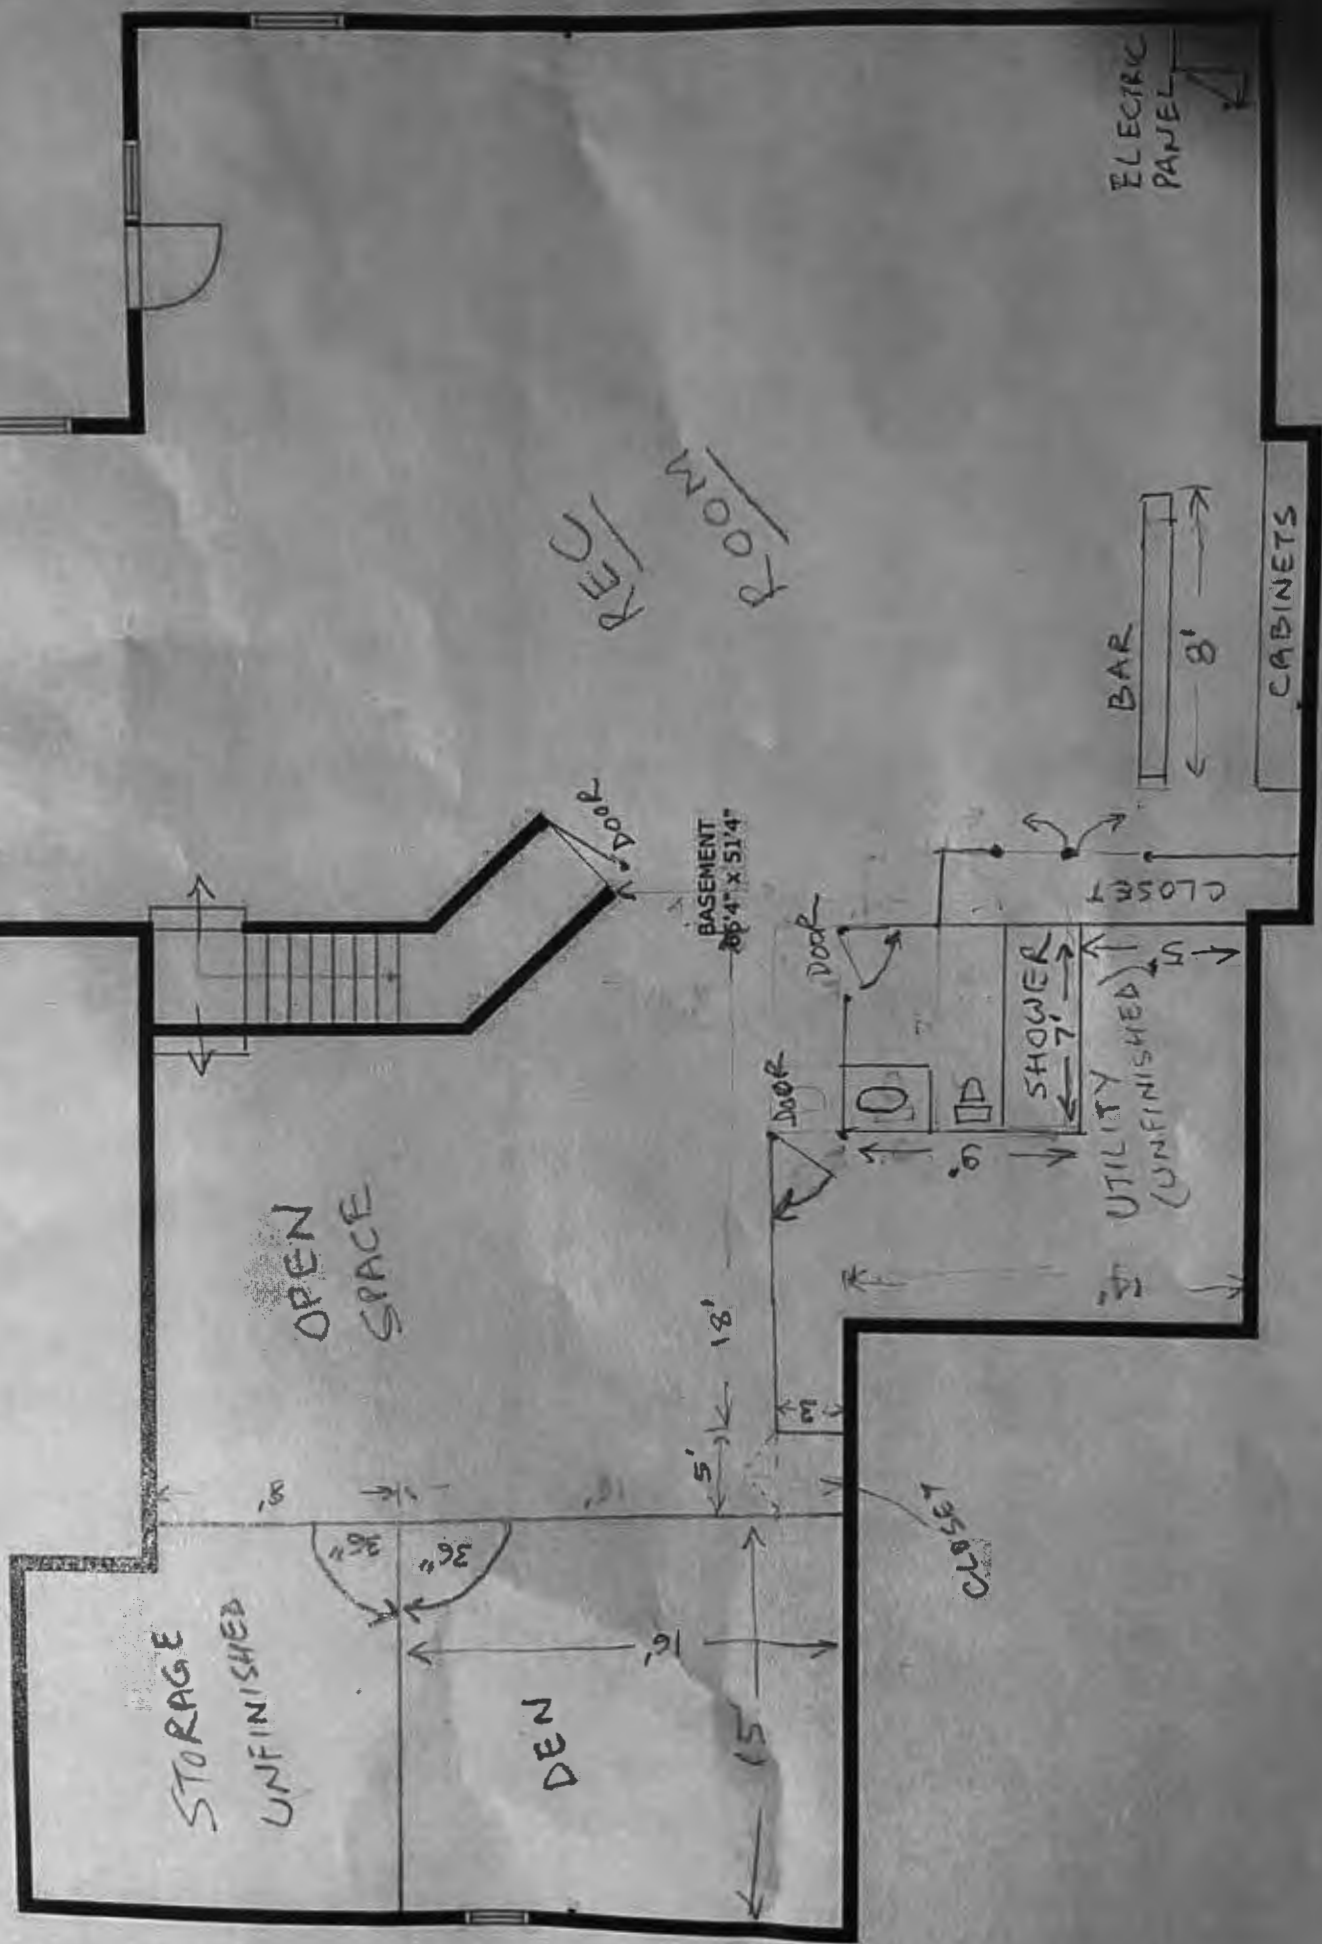 ELECTRIC
PANEL
REC
ROOM
BAR
8'
CABINETS
DOOR
BASEMENT
CLOSET
DOOR
SHOWER
7'
5'
DOOR
9'
UTILITY
(UNFINISHED)
OPEN
SPACE
18'
5'
3'
8'
CLOSET
36"
36"
STORAGE
UNFINISHED
16'
DEN
15'